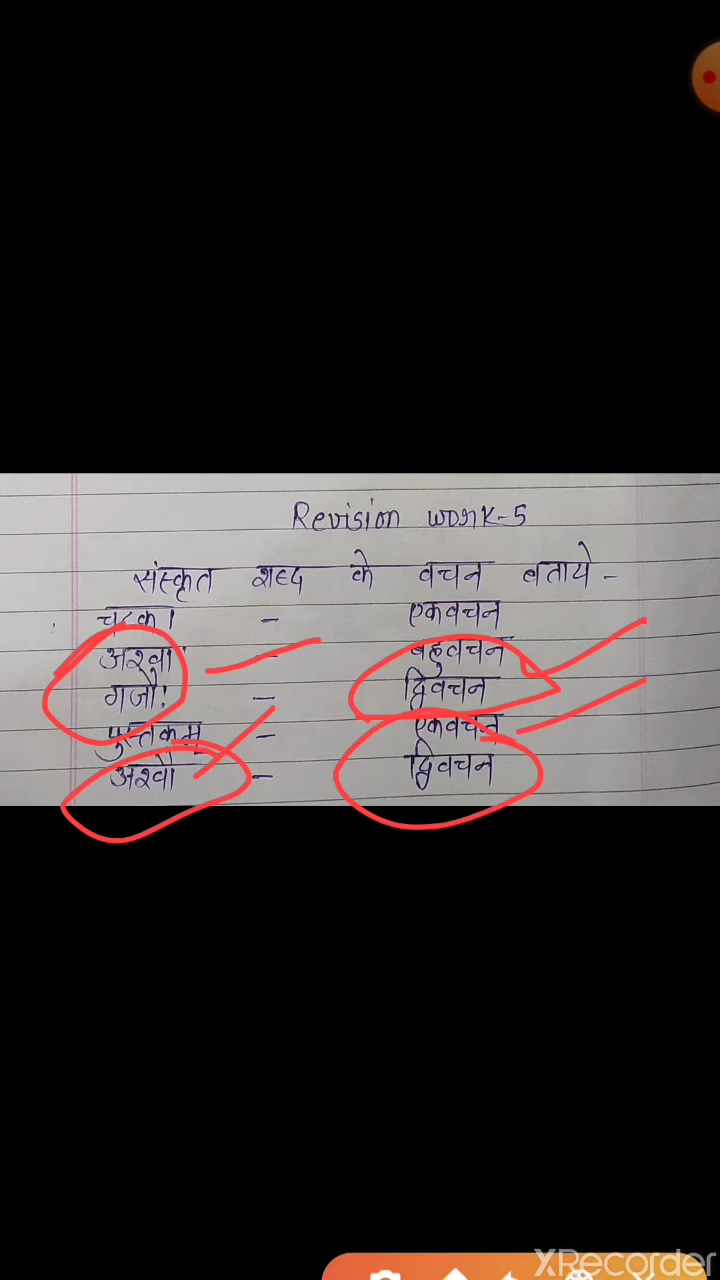 Revision work-5
संस्कृत शब्द के वचन बताये -
चटका - एकवचन
अश्वा: - बहुवचन
गजौ: - द्विवचन
पुस्तकम् - एकवचन
अश्वौ - द्विवचन
XRecorder